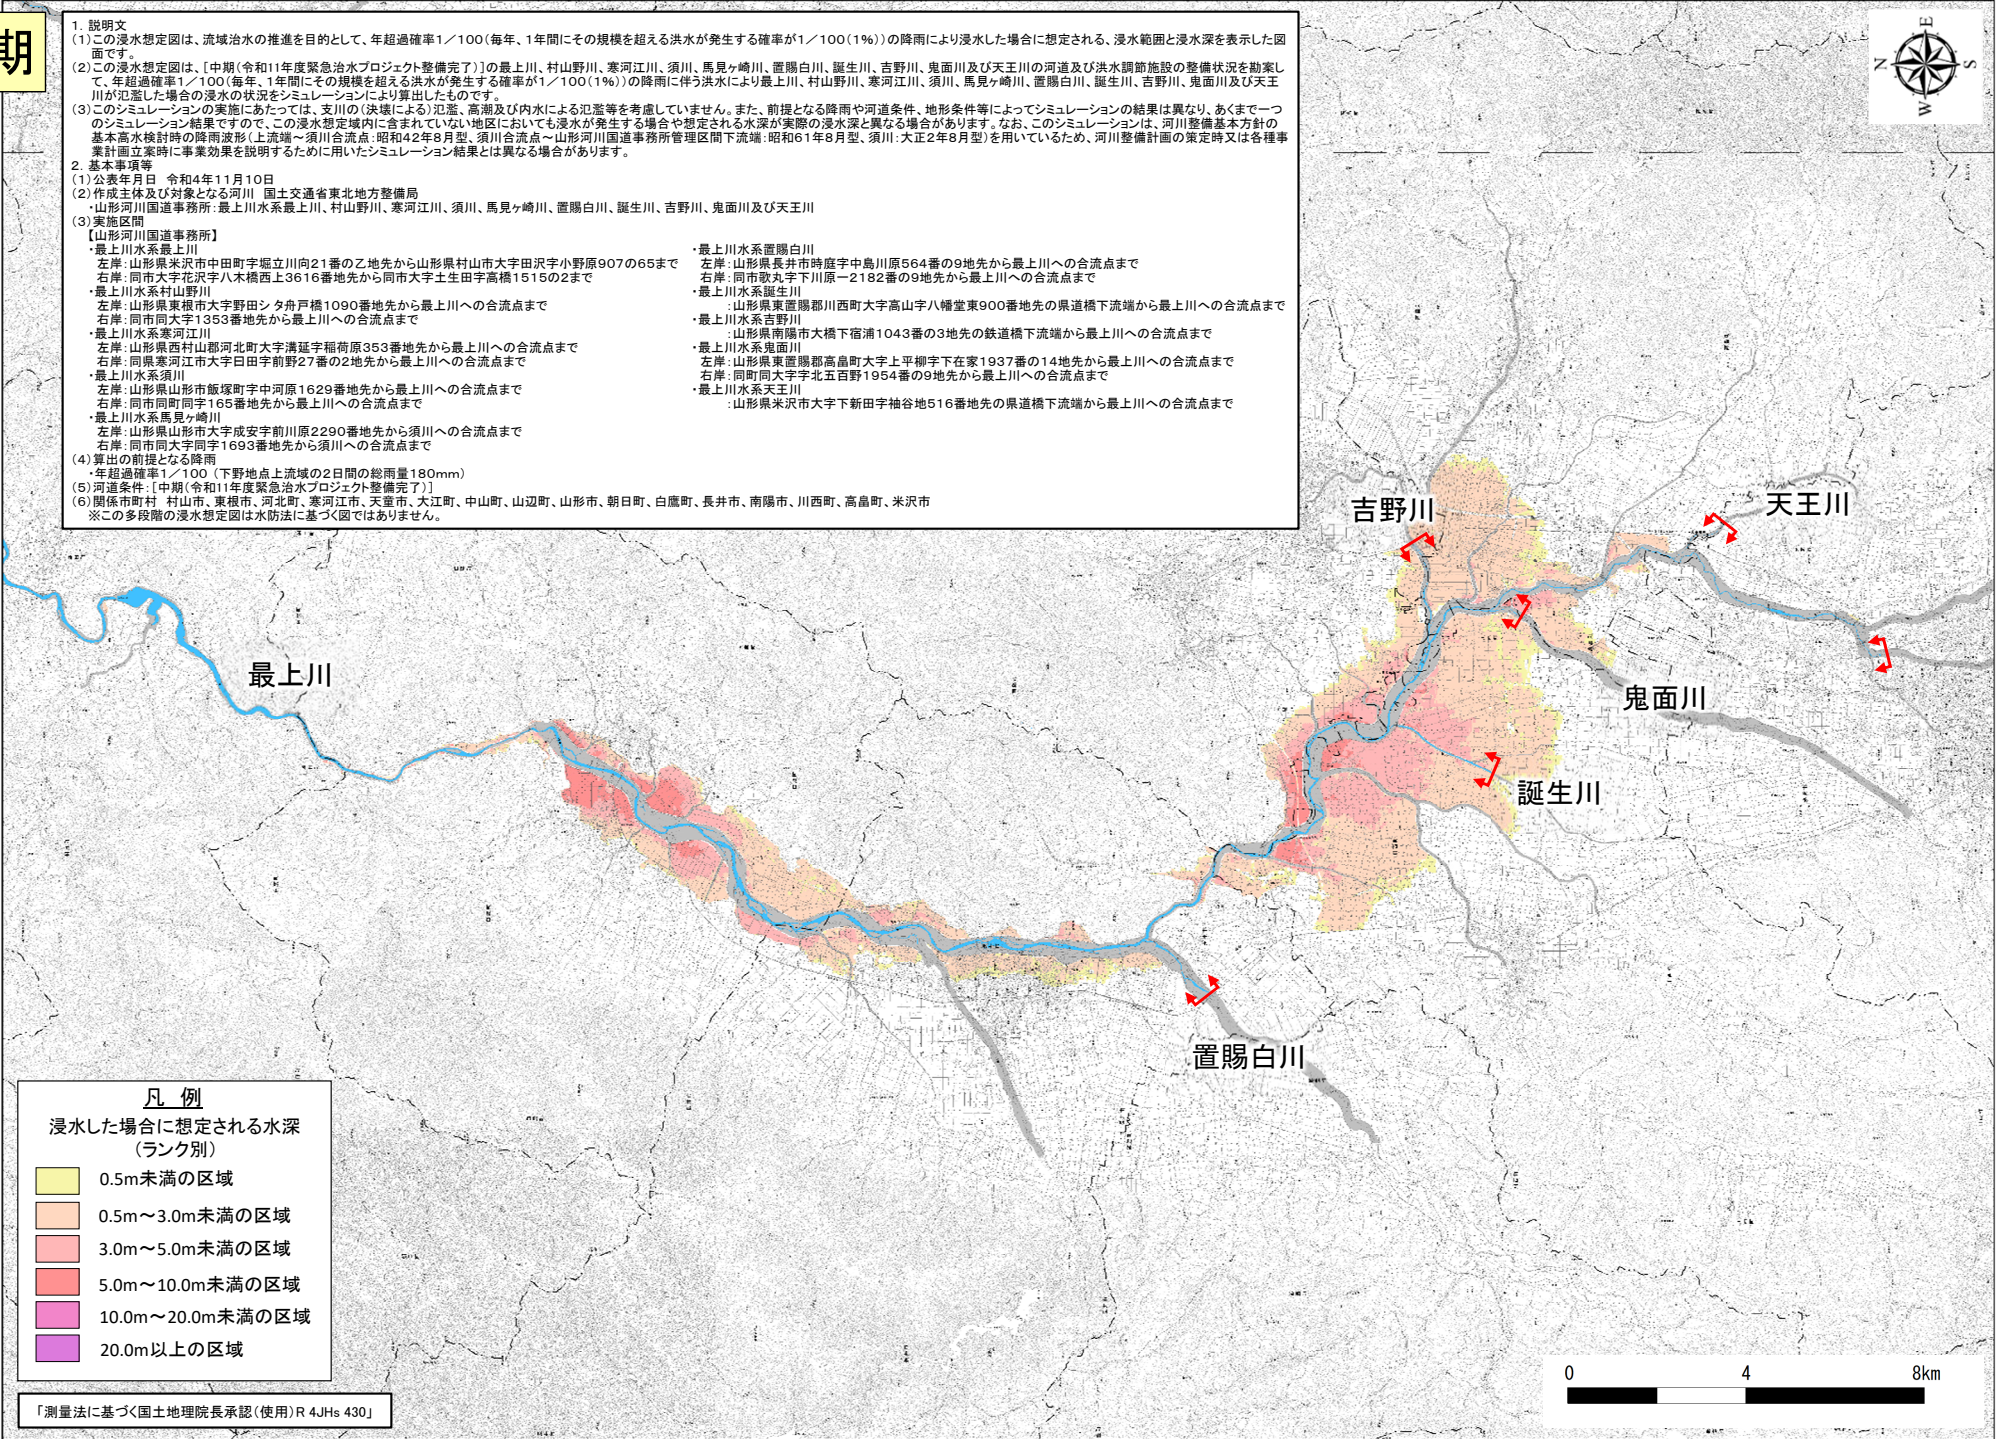 期
1. 説明文
(1)この浸水想定図は、流域治水の推進を目的として、年超過確率1／100(毎年、1年間にその規模を超える洪水が発生する確率が1／100(1%))の降雨により浸水した場合に想定される、浸水範囲と浸水深を表示した図
面です。
(2)この浸水想定図は、[中期(令和11年度緊急治水プロジェクト整備完了)]の最上川、村山野川、寒河江川、須川、馬見ヶ崎川、置賜白川、誕生川、吉野川、鬼面川及び天王川の河道及び洪水調節施設の整備状況を勘案し
て、年超過確率1／100(毎年、1年間にその規模を超える洪水が発生する確率が1／100(1%))の降雨に伴う洪水により最上川、村山野川、寒河江川、須川、馬見ヶ崎川、置賜白川、誕生川、吉野川、鬼面川及び天王
川が氾濫した場合の浸水の状況をシミュレーションにより算出したものです。
(3)このシミュレーションの実施にあたっては、支川の(決壊による)氾濫、高潮及び内水による氾濫等を考慮していません。また、前提となる降雨や河道条件、地形条件等によってシミュレーションの結果は異なり、あくまで一つ
のシミュレーション結果ですので、この浸水想定域内に含まれていない地区においても浸水が発生する場合や想定される水深が実際の浸水深と異なる場合があります。なお、このシミュレーションは、河川整備基本方針の
基本高水検討時の降雨波形(上流端～須川合流点：昭和42年8月型、須川合流点～山形河川国道事務所管理区間下流端：昭和61年8月型、須川：大正2年8月型)を用いているため、河川整備計画の策定時又は各種事
業計画立案時に事業効果を説明するために用いたシミュレーション結果とは異なる場合があります。
2. 基本事項等
(1)公表年月日 令和4年11月10日
(2)作成主体及び対象となる河川 国土交通省東北地方整備局
・山形河川国道事務所：最上川水系最上川、村山野川、寒河江川、須川、馬見ヶ崎川、置賜白川、誕生川、吉野川、鬼面川及び天王川
(3)実施区間
【山形河川国道事務所】
・最上川水系最上川
左岸：山形県米沢市中田町字堀立川向21番の乙地先から山形県村山市大字田沢字小野原907の65まで
右岸：同市大字花沢字八木橋西上3616番地先から同市大字土生田字高橋1515の2まで
・最上川水系村山野川
左岸：山形県東根市大字野田シタ舟戸橋1090番地先から最上川への合流点まで
右岸：同市同大字1353番地先から最上川への合流点まで
・最上川水系寒河江川
左岸：山形県西村山郡河北町大字溝延字稲荷原353番地先から最上川への合流点まで
右岸：同県寒河江市大字日田字前野27番の2地先から最上川への合流点まで
・最上川水系須川
左岸：山形県山形市飯塚町字中河原1629番地先から最上川への合流点まで
右岸：同市同町同字165番地先から最上川への合流点まで
・最上川水系馬見ヶ崎川
左岸：山形県山形市大字成安字前川原2290番地先から須川への合流点まで
右岸：同市同大字同字1693番地先から須川への合流点まで
・最上川水系置賜白川
左岸：山形県長井市時庭字中島川原564番の9地先から最上川への合流点まで
右岸：同市歌丸字下川原一2182番の9地先から最上川への合流点まで
・最上川水系誕生川
：山形県東置賜郡川西町大字高山字八幡堂東900番地先の県道橋下流端から最上川への合流点まで
・最上川水系吉野川
：山形県南陽市大橋下宿浦1043番の3地先の鉄道橋下流端から最上川への合流点まで
・最上川水系鬼面川
左岸：山形県東置賜郡高畠町大字上平柳字下在家1937番の14地先から最上川への合流点まで
右岸：同町同大字字北五百野1954番の9地先から最上川への合流点まで
・最上川水系天王川
：山形県米沢市大字下新田字袖谷地516番地先の県道橋下流端から最上川への合流点まで
(4)算出の前提となる降雨
・年超過確率1／100 (下野地点上流域の2日間の総雨量180mm)
(5)河道条件：[中期(令和11年度緊急治水プロジェクト整備完了)]
(6)関係市町村 村山市、東根市、河北町、寒河江市、天童市、大江町、中山町、山辺町、山形市、朝日町、白鷹町、長井市、南陽市、川西町、高畠町、米沢市
※この多段階の浸水想定図は水防法に基づく図ではありません。
E
N
S
W
吉野川
天王川
最上川
鬼面川
誕生川
置賜白川
凡 例
浸水した場合に想定される水深
(ランク別)
0.5m未満の区域
0.5m～3.0m未満の区域
3.0m～5.0m未満の区域
5.0m～10.0m未満の区域
10.0m～20.0m未満の区域
20.0m以上の区域
「測量法に基づく国土地理院長承認(使用)R 4JHs 430」
0 4 8km